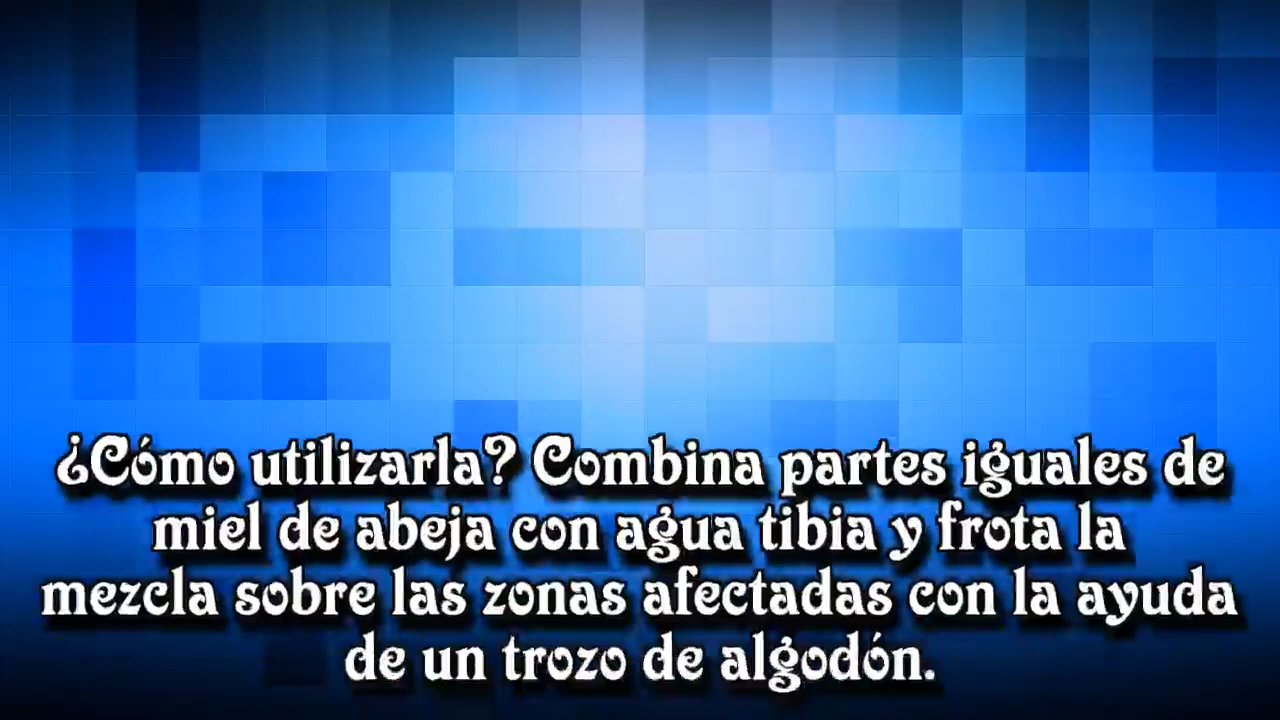 ¿Cómo utilizarla? Combina partes iguales de
miel de abeja con agua tibia y frota la
mezcla sobre las zonas afectadas con la ayuda
de un trozo de algodón.